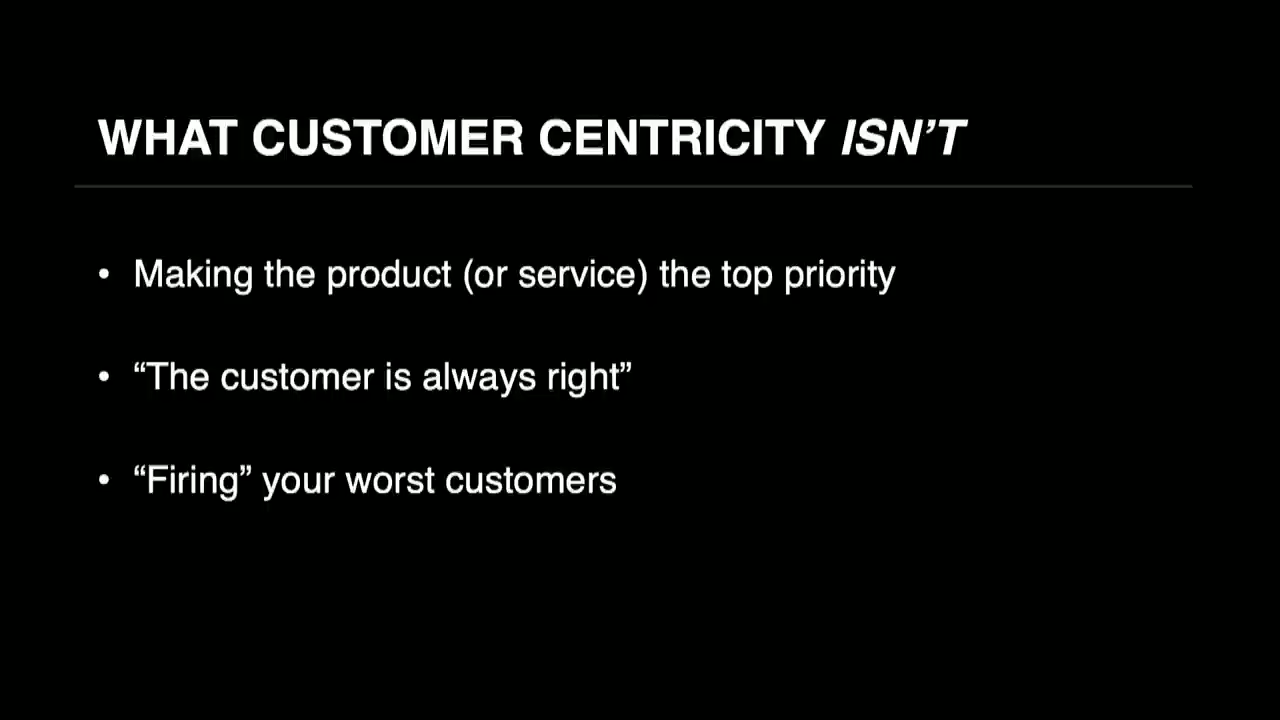 WHAT CUSTOMER CENTRICITY ISN’T
• Making the product (or service) the top priority
• “The customer is always right”
• “Firing” your worst customers